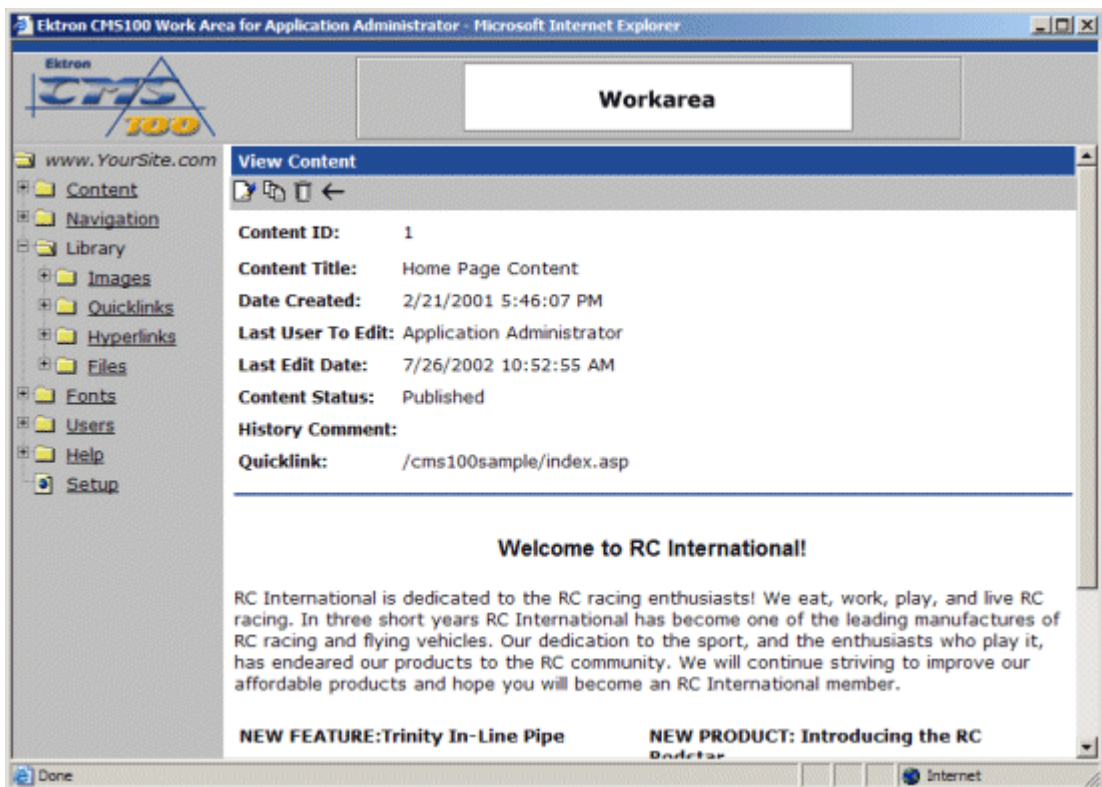 Ektron CMS100 Work Area for Application Administrator - Microsoft Internet Explorer
Ektron
CMS
100
Workarea
www.YourSite.com
Content
Navigation
Library
Images
Quicklinks
Hyperlinks
Files
Fonts
Users
Help
Setup
View Content
Content ID: 1
Content Title: Home Page Content
Date Created: 2/21/2001 5:46:07 PM
Last User To Edit: Application Administrator
Last Edit Date: 7/26/2002 10:52:55 AM
Content Status: Published
History Comment:
Quicklink: /cms100sample/index.asp
Welcome to RC International!
RC International is dedicated to the RC racing enthusiasts! We eat, work, play, and live RC
racing. In three short years RC International has become one of the leading manufactures of
RC racing and flying vehicles. Our dedication to the sport, and the enthusiasts who play it,
has endeared our products to the RC community. We will continue striving to improve our
affordable products and hope you will become an RC International member.
NEW FEATURE:Trinity In-Line Pipe
NEW PRODUCT: Introducing the RC
Done
Internet